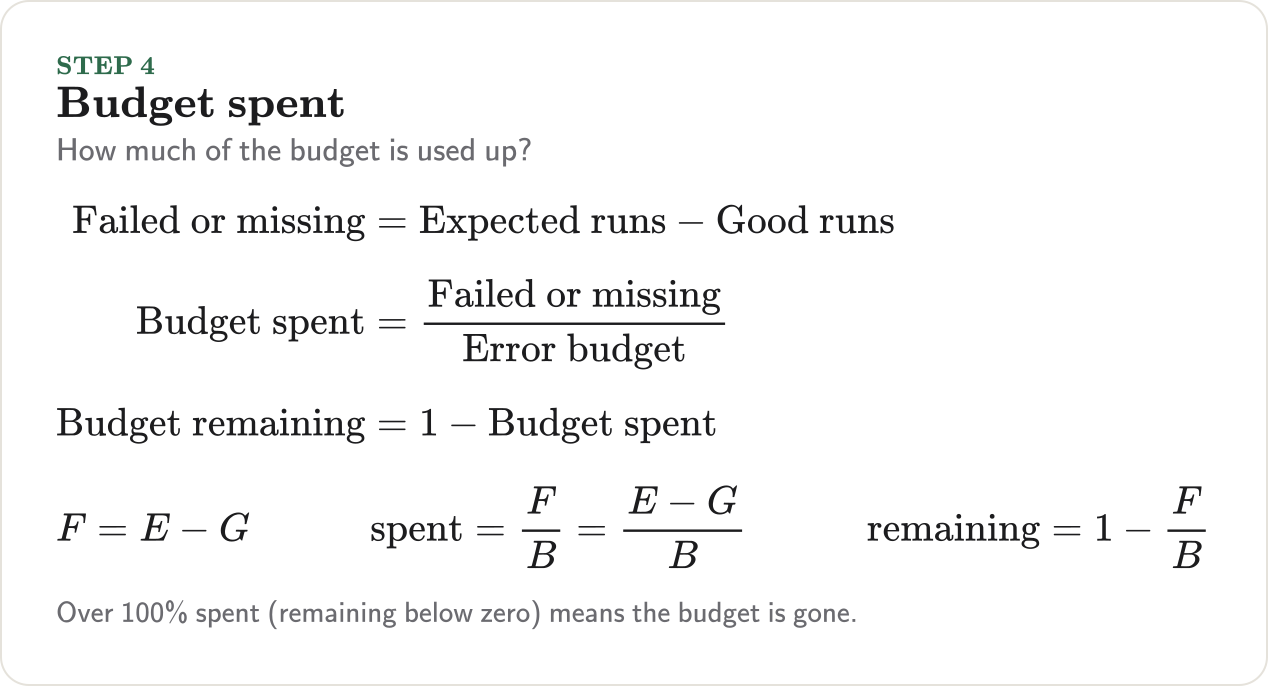 STEP 4
Budget spent
How much of the budget is used up?
Failed or missing = Expected runs − Good runs
Budget spent = Failed or missing / Error budget
Budget remaining = 1 − Budget spent
F = E − G    spent = F / B = E − G / B    remaining = 1 − F / B
Over 100% spent (remaining below zero) means the budget is gone.